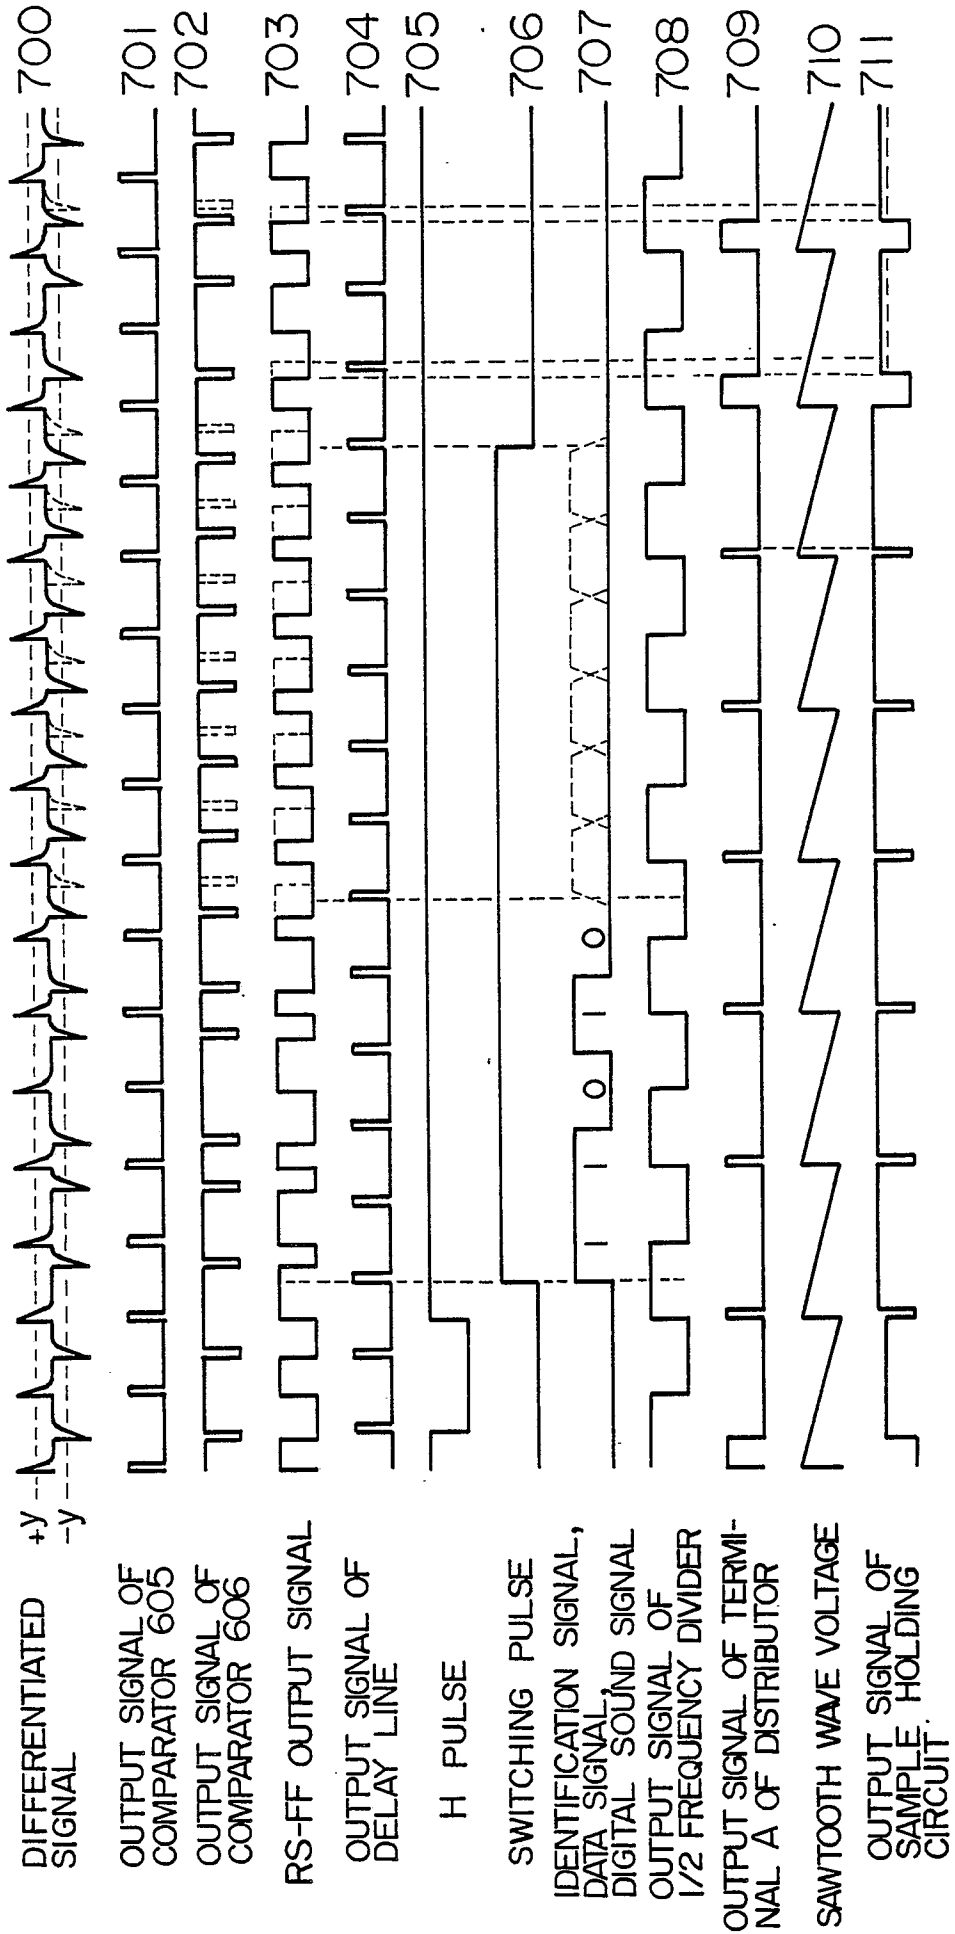 DIFFERENTIATED
SIGNAL
+y
-y
700
OUTPUT SIGNAL OF
COMPARATOR 605
701
OUTPUT SIGNAL OF
COMPARATOR 606
702
RS-FF OUTPUT SIGNAL
703
OUTPUT SIGNAL OF
DELAY LINE
704
H PULSE
705
SWITCHING PULSE
706
IDENTIFICATION SIGNAL,
DATA SIGNAL,
DIGITAL SOUND SIGNAL
1 1 0 1 0
707
OUTPUT SIGNAL OF
1/2 FREQUENCY DIVIDER
708
OUTPUT SIGNAL OF TERMI-
NAL A OF DISTRIBUTOR
709
SAWTOOTH WAVE VOLTAGE
710
OUTPUT SIGNAL OF
SAMPLE HOLDING
CIRCUIT.
711